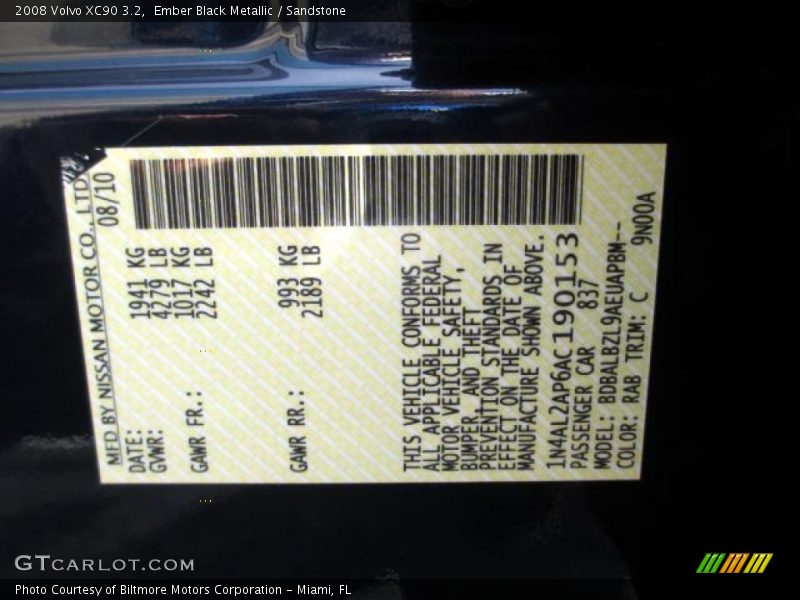 2008 Volvo XC90 3.2, Ember Black Metallic / Sandstone
MFD BY NISSAN MOTOR CO., LTD.
DATE: 08/10
GVWR: 1941 KG
4279 LB
GAWR FR.: 1017 KG
2242 LB
GAWR RR.: 993 KG
2189 LB
THIS VEHICLE CONFORMS TO
ALL APPLICABLE FEDERAL
MOTOR VEHICLE SAFETY,
BUMPER, AND THEFT
PREVENTION STANDARDS IN
EFFECT ON THE DATE OF
MANUFACTURE SHOWN ABOVE.
1N4AL2AP6AC190153
PASSENGER CAR 837
MODEL: BDBALBZL9AEUAPBM--
COLOR: RAB TRIM: C 9N00A
GTCARLOT.COM
Photo Courtesy of Biltmore Motors Corporation - Miami, FL